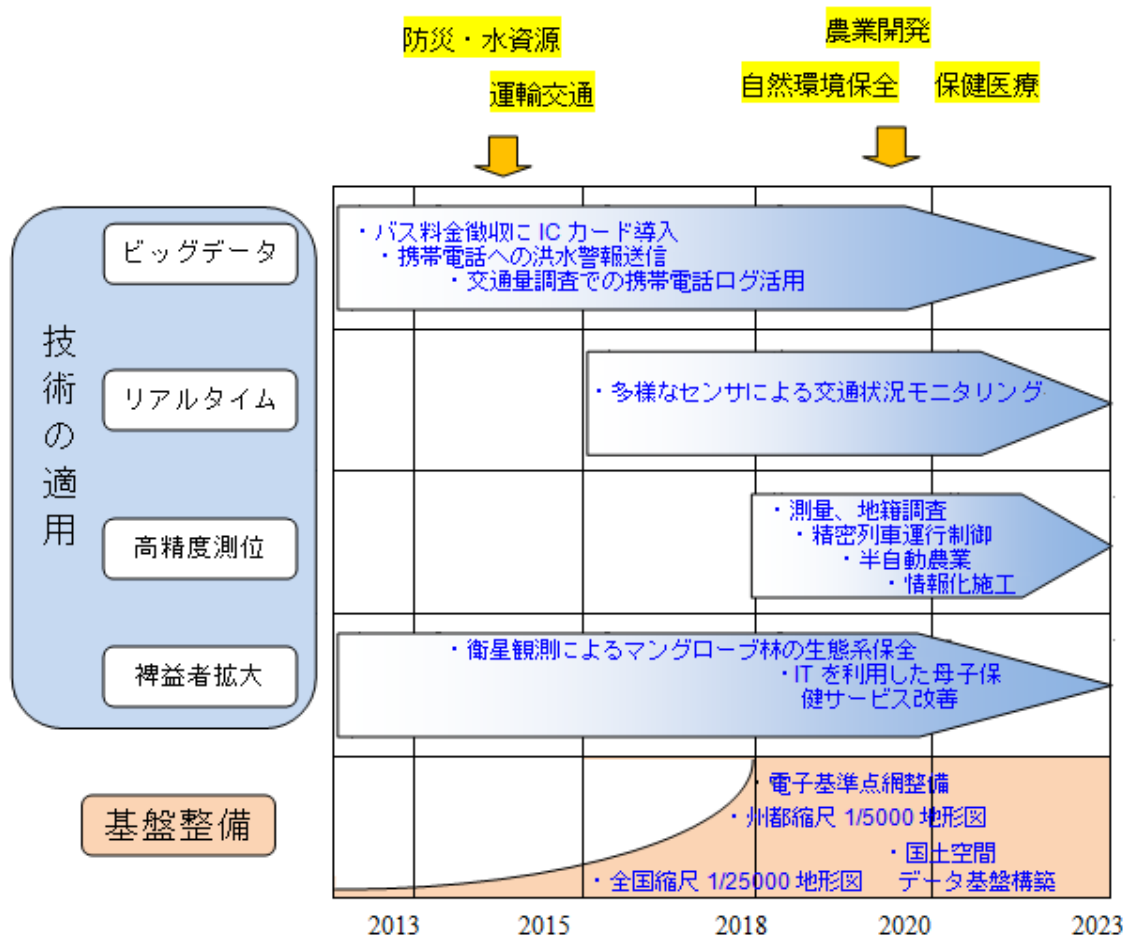 防災・水資源
農業開発
運輸交通
自然環境保全
保健医療
技術の適用
ビッグデータ
・バス料金徴収に IC カード導入
・携帯電話への洪水警報送信
・交通量調査での携帯電話ログ活用
リアルタイム
・多様なセンサによる交通状況モニタリング
高精度測位
・測量、地籍調査
・精密列車運行制御
・半自動農業
・情報化施工
裨益者拡大
・衛星観測によるマングローブ林の生態系保全
・IT を利用した母子保
健サービス改善
基盤整備
・電子基準点網整備
・州都縮尺 1/5000 地形図
・国土空間
データ基盤構築
・全国縮尺 1/25000 地形図
2013
2015
2018
2020
2023